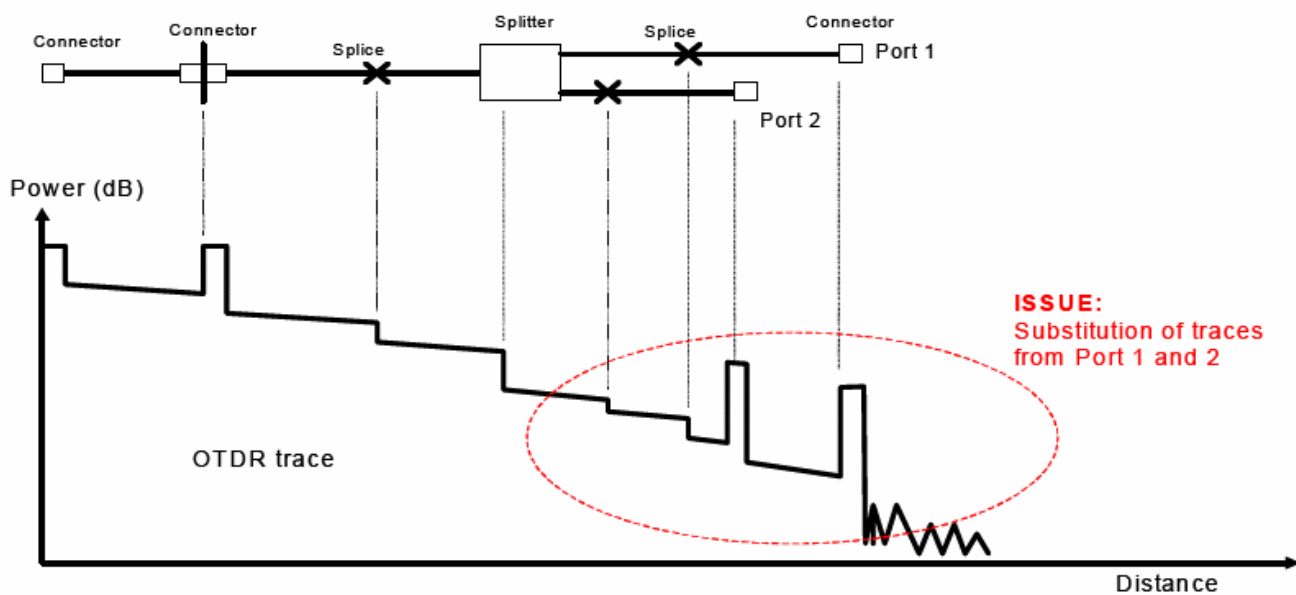 Connector
Connector
Splice
Splitter
Splice
Connector
Port 1
Port 2
Power (dB)
ISSUE:
Substitution of traces
from Port 1 and 2
OTDR trace
Distance